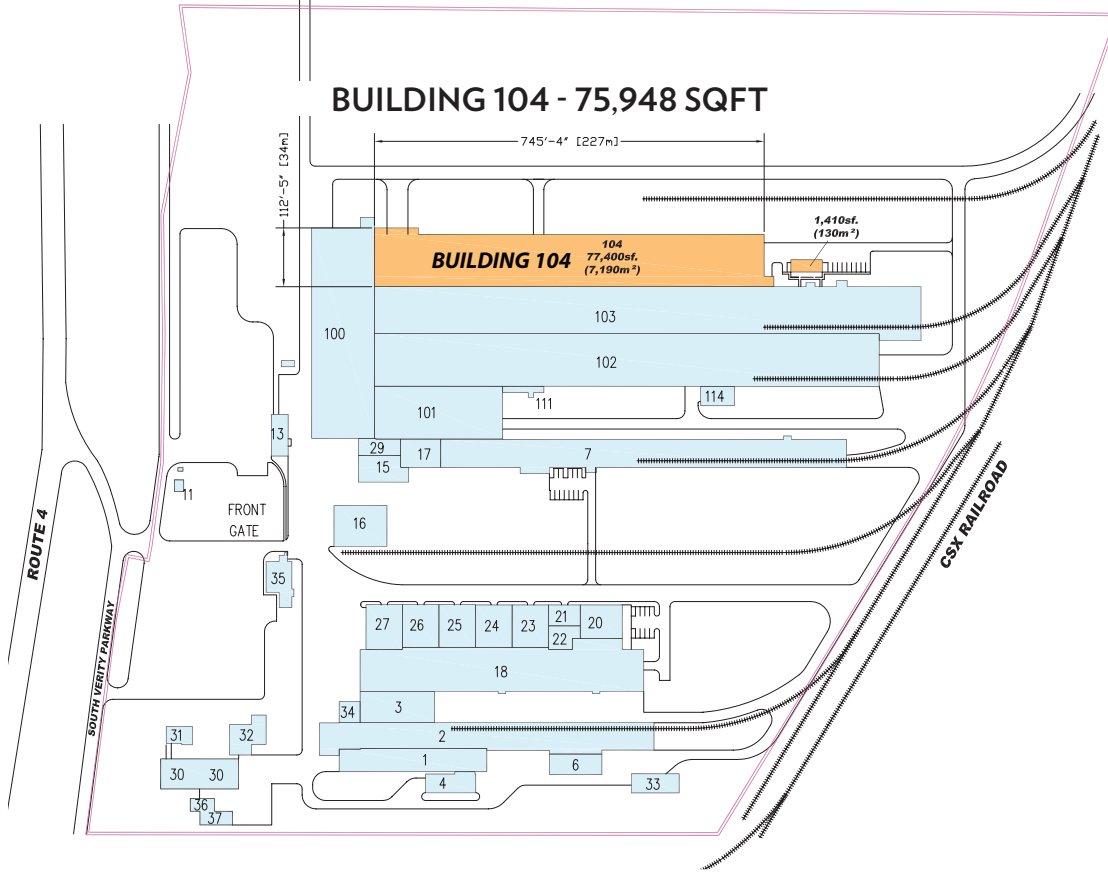 BUILDING 104 - 75,948 SQFT
745'-4" [227m]
112'-5" [34m]
1,410sf.
(130m²)
104
77,400sf.
(7,190m²)
BUILDING 104
103
100
102
111
114
101
13
29
17
7
15
11
FRONT
GATE
16
ROUTE 4
CSX RAILROAD
35
SOUTH VERITY PARKWAY
27
26
25
24
23
21
20
22
18
34
3
31
32
2
1
30
30
6
4
33
36
37